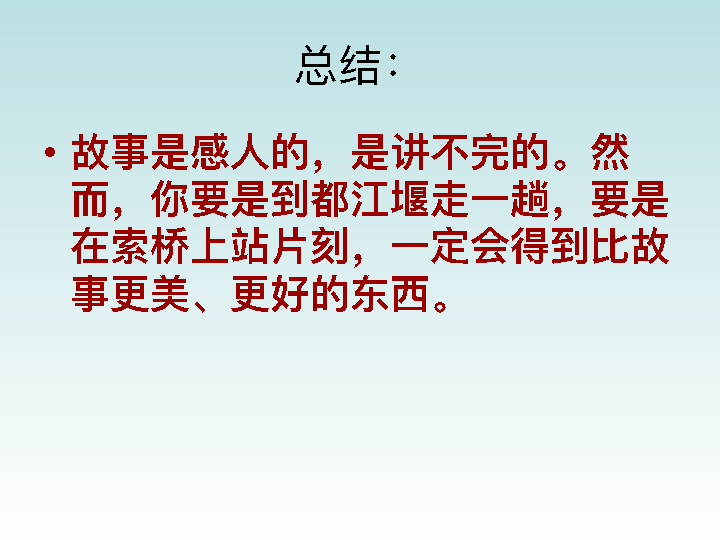 总结：
• 故事是感人的，是讲不完的。然
而，你要是到都江堰走一趟，要是
在索桥上站片刻，一定会得到比故
事更美、更好的东西。